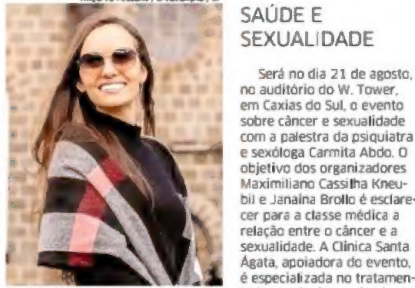 SAÚDE E
SEXUALIDADE
Será no dia 21 de agosto,
no auditório do W. Tower,
em Caxias do Sul, o evento
sobre câncer e sexualidade
com a palestra da psiquiatra
e sexóloga Carmita Abdo. O
objetivo dos organizadores
Maximiliano Cassilha Kneu-
bil e Janaína Brollo é esclare-
cer para a classe médica a
relação entre o câncer e a
sexualidade. A Clínica Santa
Ágata, apoiadora do evento,
é especializada no tratamen-